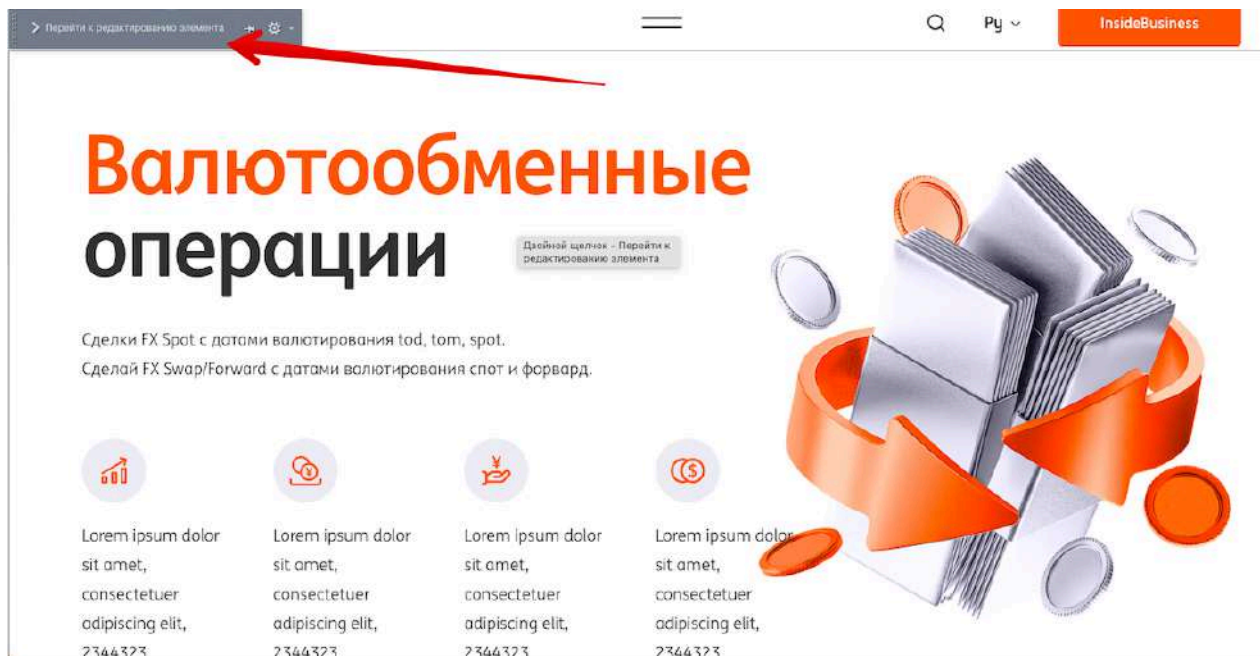 Перейти к редактированию элемента
Ру
InsideBusiness
Валютообменные
операции
Двойной щелчок - Перейти к
редактированию элемента
Сделки FX Spot с датами валютирования tod, tom, spot.
Сделай FX Swap/Forward с датами валютирования спот и форвард.
Lorem ipsum dolor
sit amet,
consectetuer
adipiscing elit,
2344323
Lorem ipsum dolor
sit amet,
consectetuer
adipiscing elit,
2344323
Lorem ipsum dolor
sit amet,
consectetuer
adipiscing elit,
2344323
Lorem ipsum dolor
sit amet,
consectetuer
adipiscing elit,
2344323